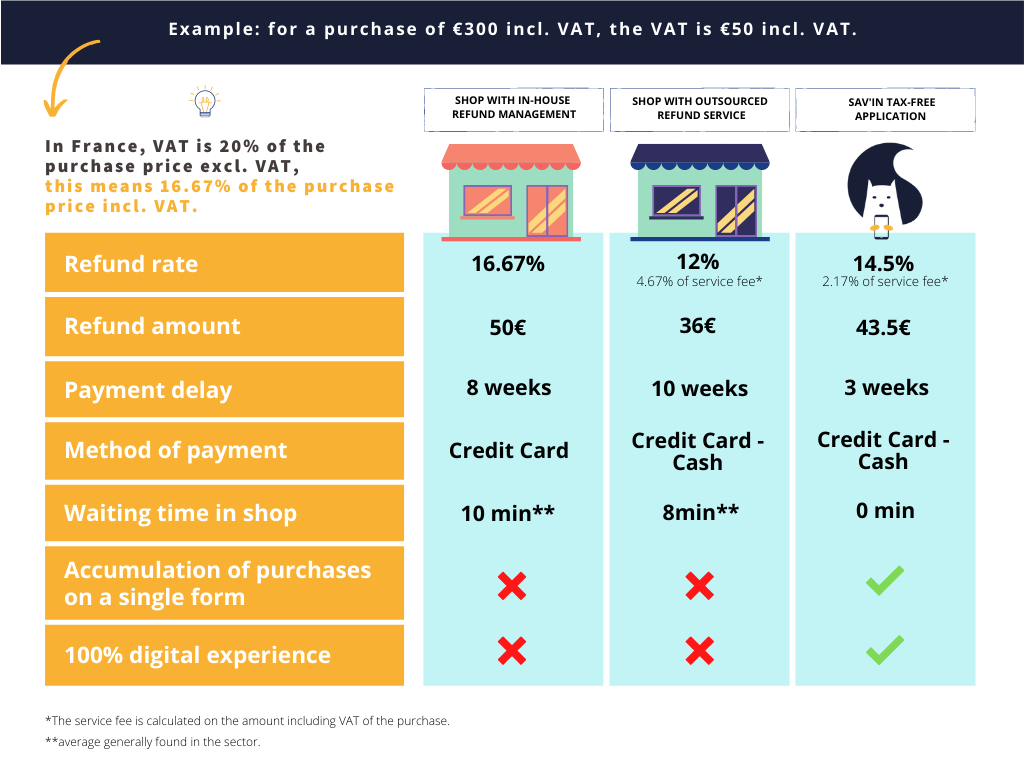 Example: for a purchase of €300 incl. VAT, the VAT is €50 incl. VAT.
In France, VAT is 20% of the
purchase price excl. VAT,
this means 16.67% of the purchase
price incl. VAT.
SHOP WITH IN-HOUSE
REFUND MANAGEMENT
SHOP WITH OUTSOURCED
REFUND SERVICE
SAV'IN TAX-FREE
APPLICATION
Refund rate
16.67%
12%
4.67% of service fee*
14.5%
2.17% of service fee*
Refund amount
50€
36€
43.5€
Payment delay
8 weeks
10 weeks
3 weeks
Method of payment
Credit Card
Credit Card -
Cash
Credit Card -
Cash
Waiting time in shop
10 min**
8min**
0 min
Accumulation of purchases
on a single form
100% digital experience
*The service fee is calculated on the amount including VAT of the purchase.
**average generally found in the sector.